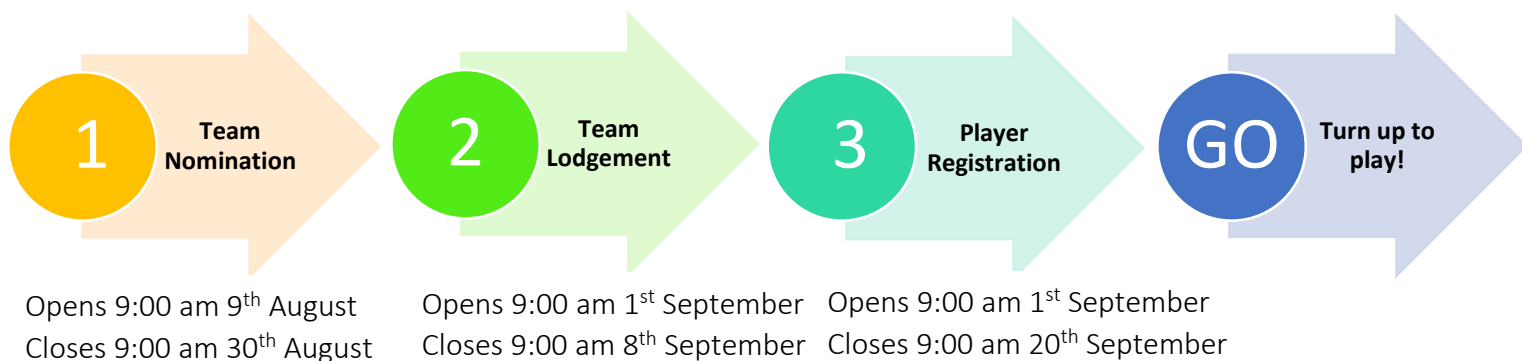 1
Team
Nomination
2
Team
Lodgement
3
Player
Registration
GO
Turn up to
play!
Opens 9:00 am 9th August
Closes 9:00 am 30th August
Opens 9:00 am 1st September
Closes 9:00 am 8th September
Opens 9:00 am 1st September
Closes 9:00 am 20th September